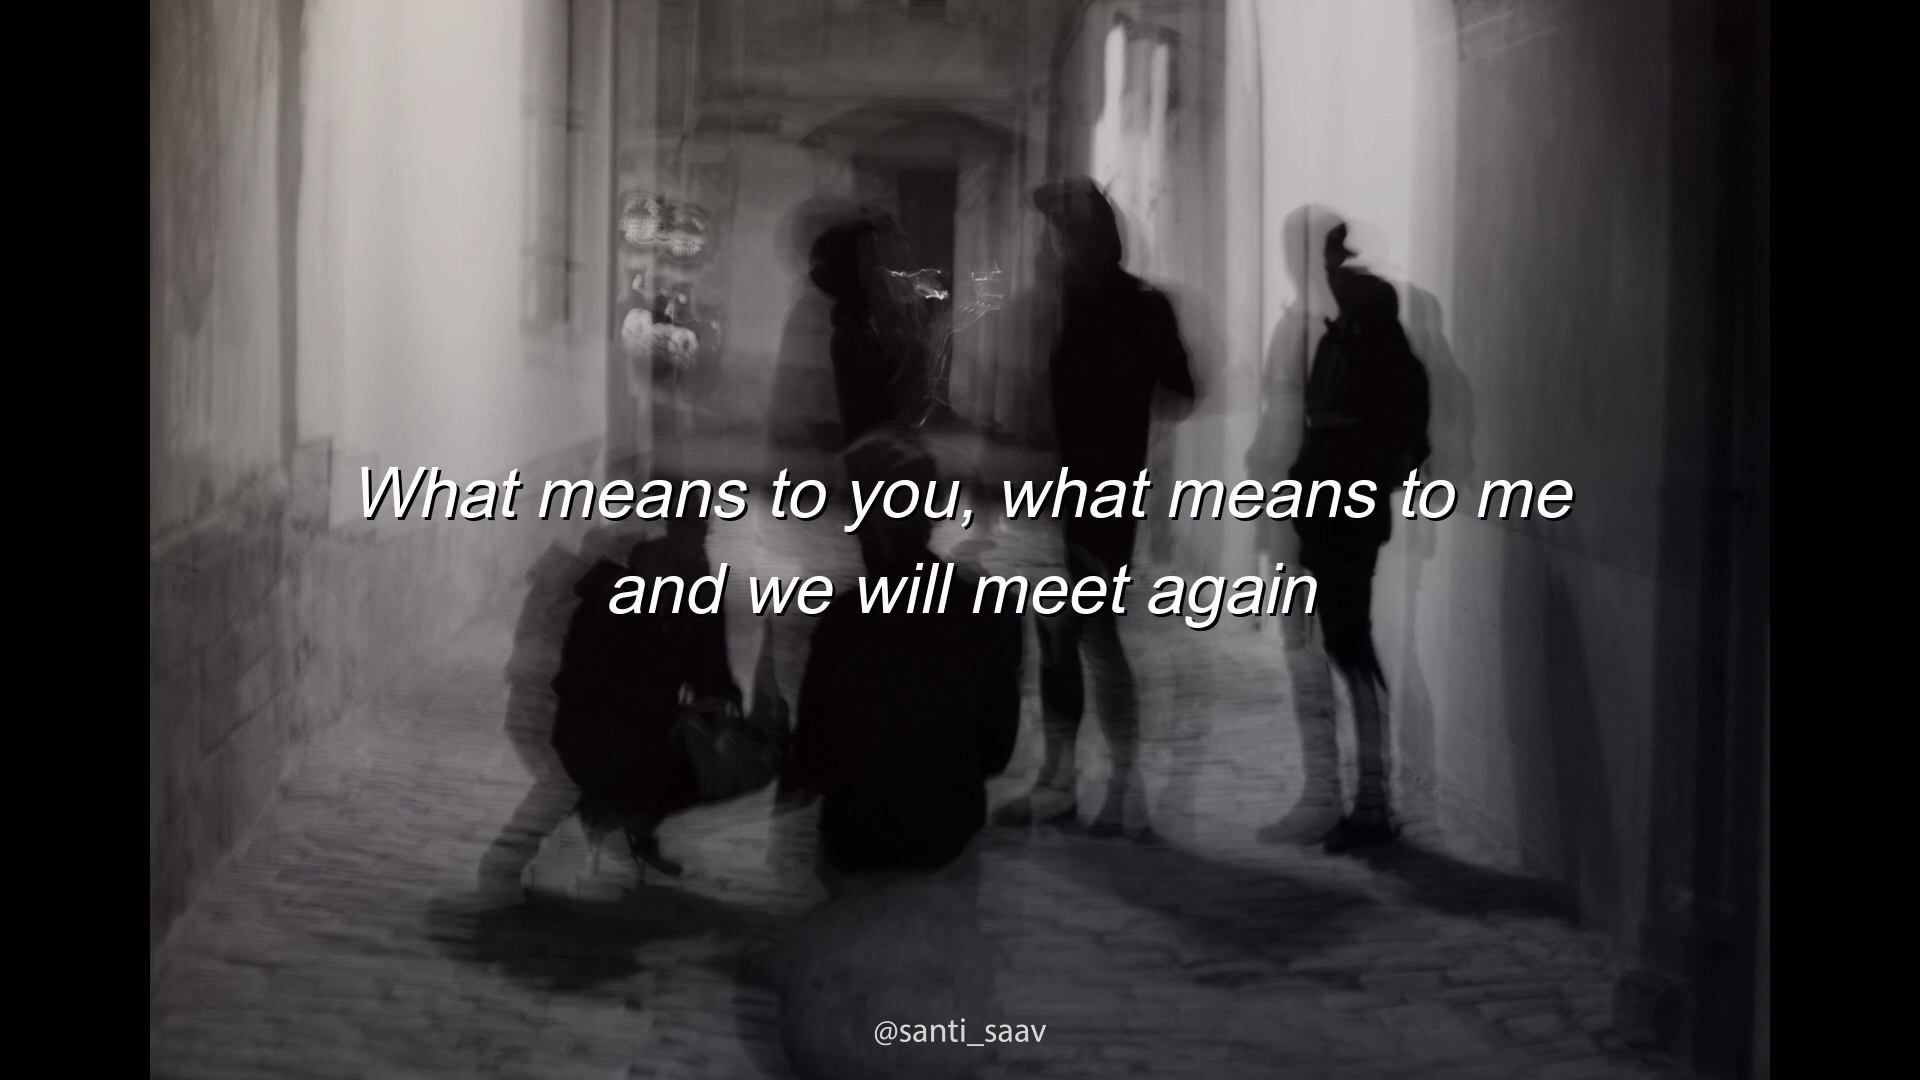 What means to you, what means to me
and we will meet again
@santi_saav